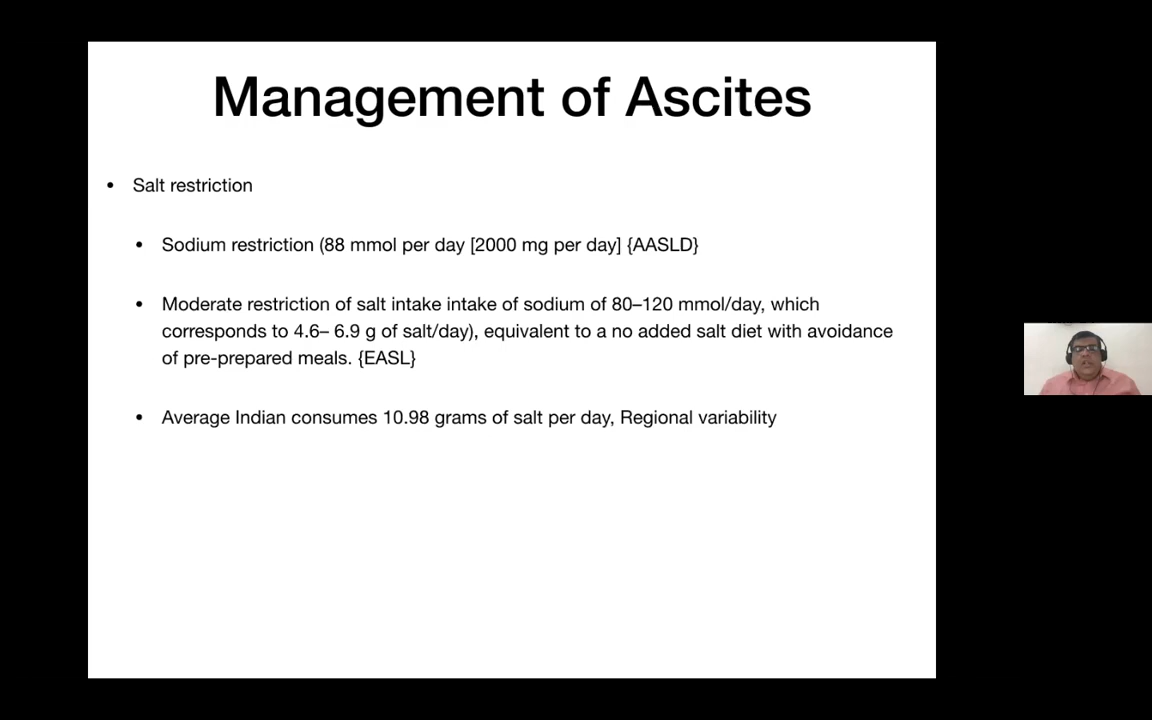 Management of Ascites
• Salt restriction
• Sodium restriction (88 mmol per day [2000 mg per day] {AASLD}
• Moderate restriction of salt intake intake of sodium of 80–120 mmol/day, which
corresponds to 4.6– 6.9 g of salt/day), equivalent to a no added salt diet with avoidance
of pre-prepared meals. {EASL}
• Average Indian consumes 10.98 grams of salt per day, Regional variability